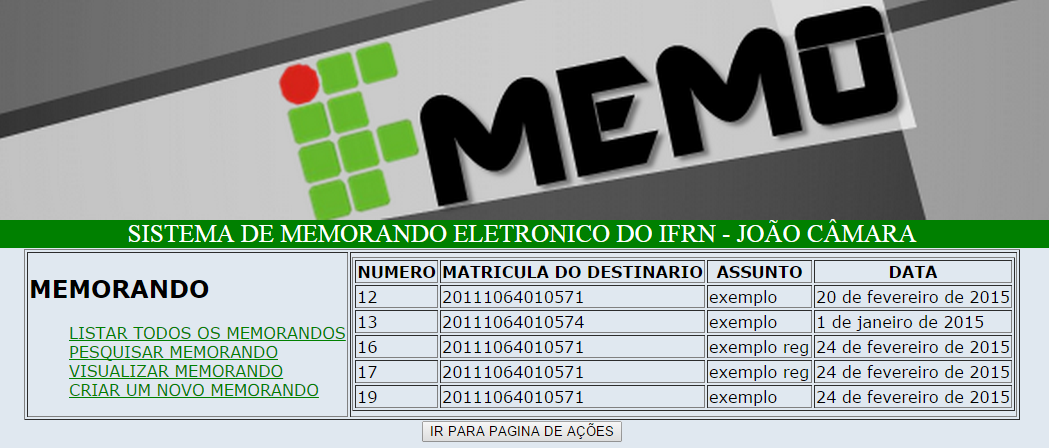 MEMO
SISTEMA DE MEMORANDO ELETRONICO DO IFRN - JOÃO CÂMARA
MEMORANDO
LISTAR TODOS OS MEMORANDOS
PESQUISAR MEMORANDO
VISUALIZAR MEMORANDO
CRIAR UM NOVO MEMORANDO
NUMERO MATRICULA DO DESTINARIO ASSUNTO DATA
12 20111064010571 exemplo 20 de fevereiro de 2015
13 20111064010574 exemplo 1 de janeiro de 2015
16 20111064010571 exemplo reg 24 de fevereiro de 2015
17 20111064010571 exemplo reg 24 de fevereiro de 2015
19 20111064010571 exemplo 24 de fevereiro de 2015
IR PARA PAGINA DE AÇÕES